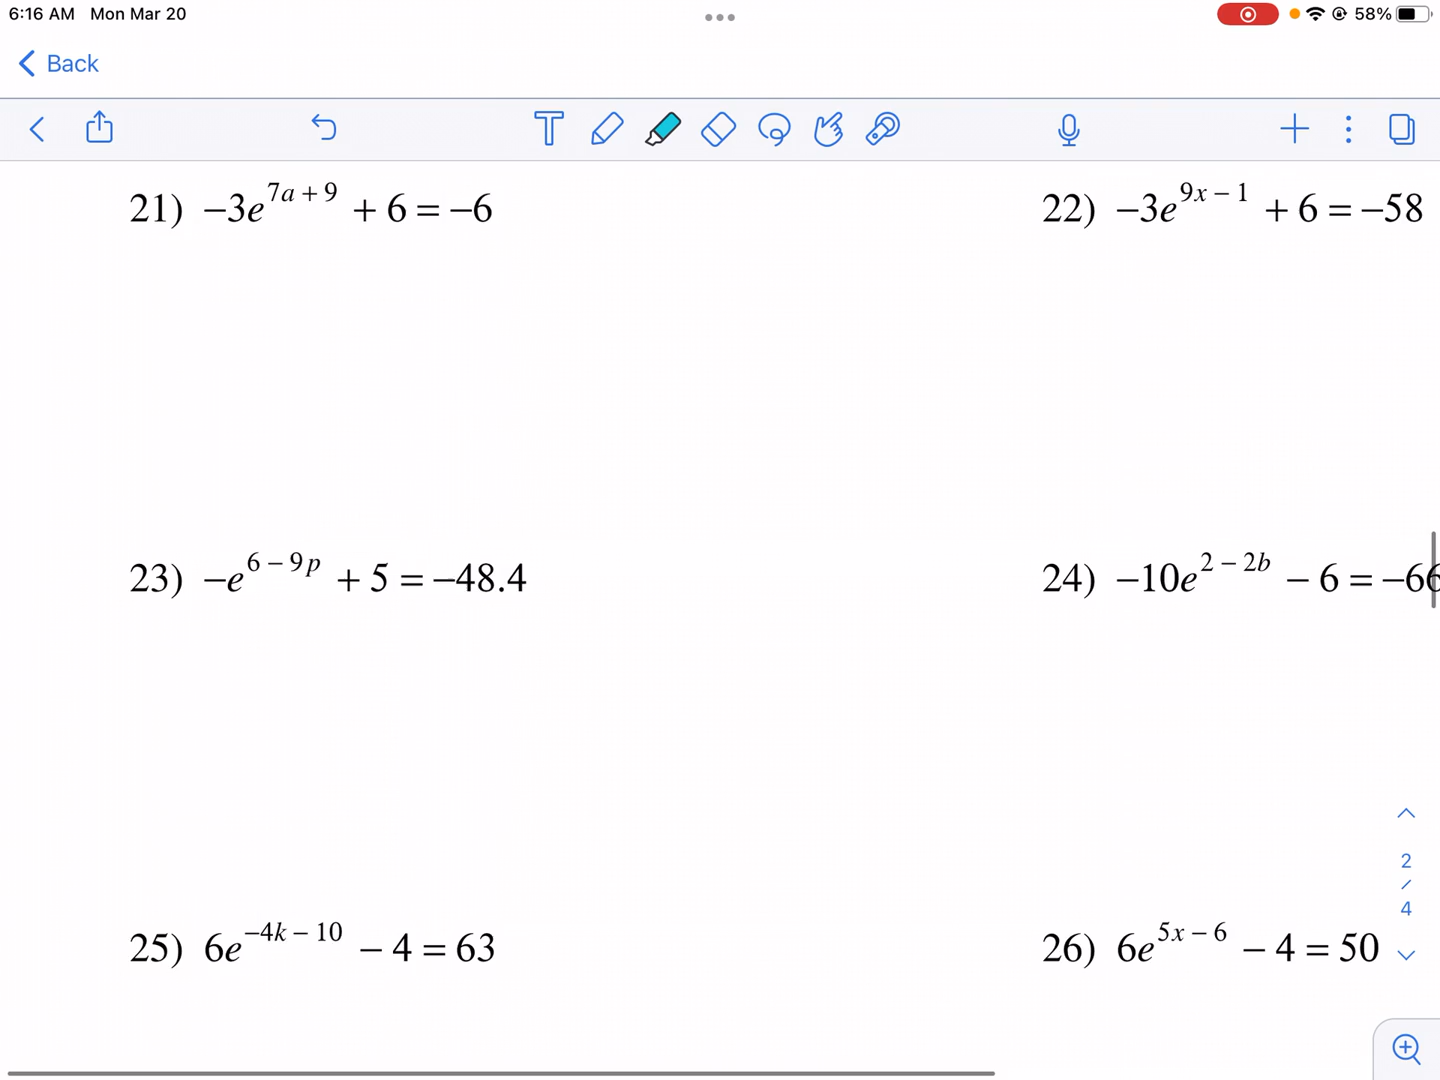 6:16 AM Mon Mar 20
58%
Back
21) −3e^{7a + 9} + 6 = −6
22) −3e^{9x − 1} + 6 = −58
23) −e^{6 − 9p} + 5 = −48.4
24) −10e^{2 − 2b} − 6 = −66
2
/
4
25) 6e^{−4k − 10} − 4 = 63
26) 6e^{5x − 6} − 4 = 50